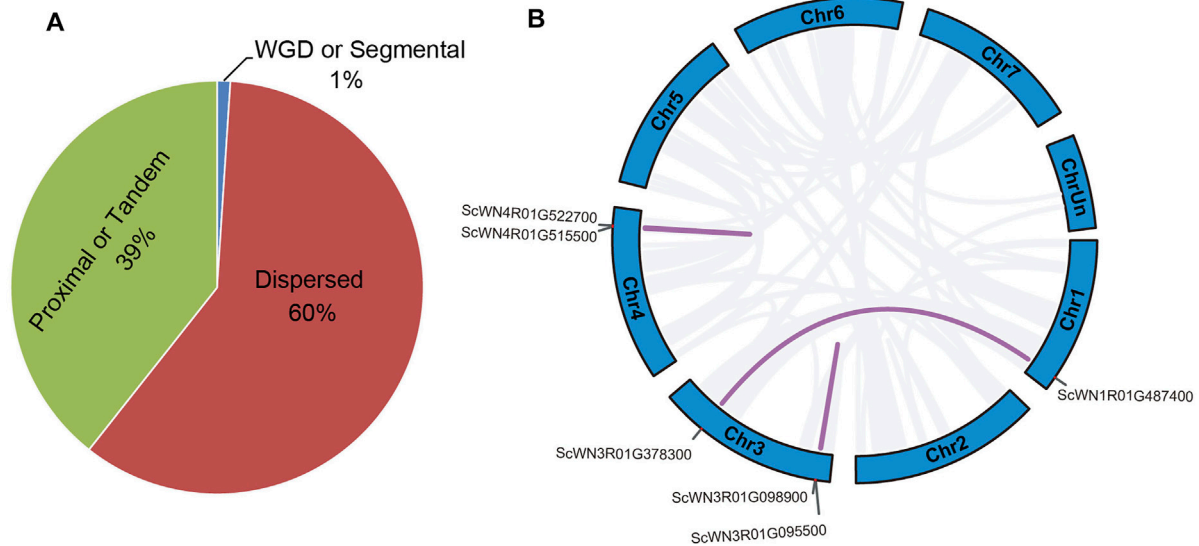 A
WGD or Segmental
1%
Proximal or Tandem
39%
Dispersed
60%
B
Chr6
Chr7
Chr5
ChrUn
ScWN4R01G522700
ScWN4R01G515500
Chr4
Chr1
ScWN1R01G487400
Chr3
Chr2
ScWN3R01G378300
ScWN3R01G098900
ScWN3R01G095500